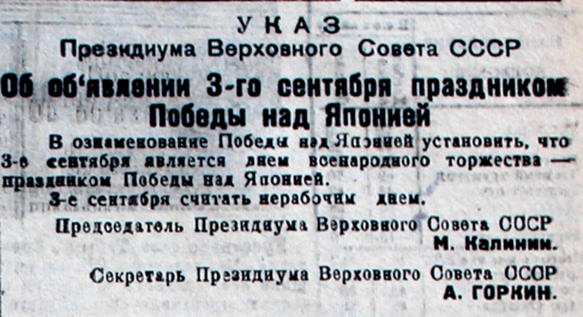 УКАЗ
Президиума Верховного Совета СССР
Об об'явлении 3-го сентября праздником
Победы над Японией
В ознаменование Победы над Японией установить, что
3-е сентября является днем всенародного торжества —
праздником Победы над Японией.
3-е сентября считать нерабочим днем.
Председатель Президиума Верховного Совета СССР
М. Калинин.
Секретарь Президиума Верховного Совета СССР
А. ГОРКИН.